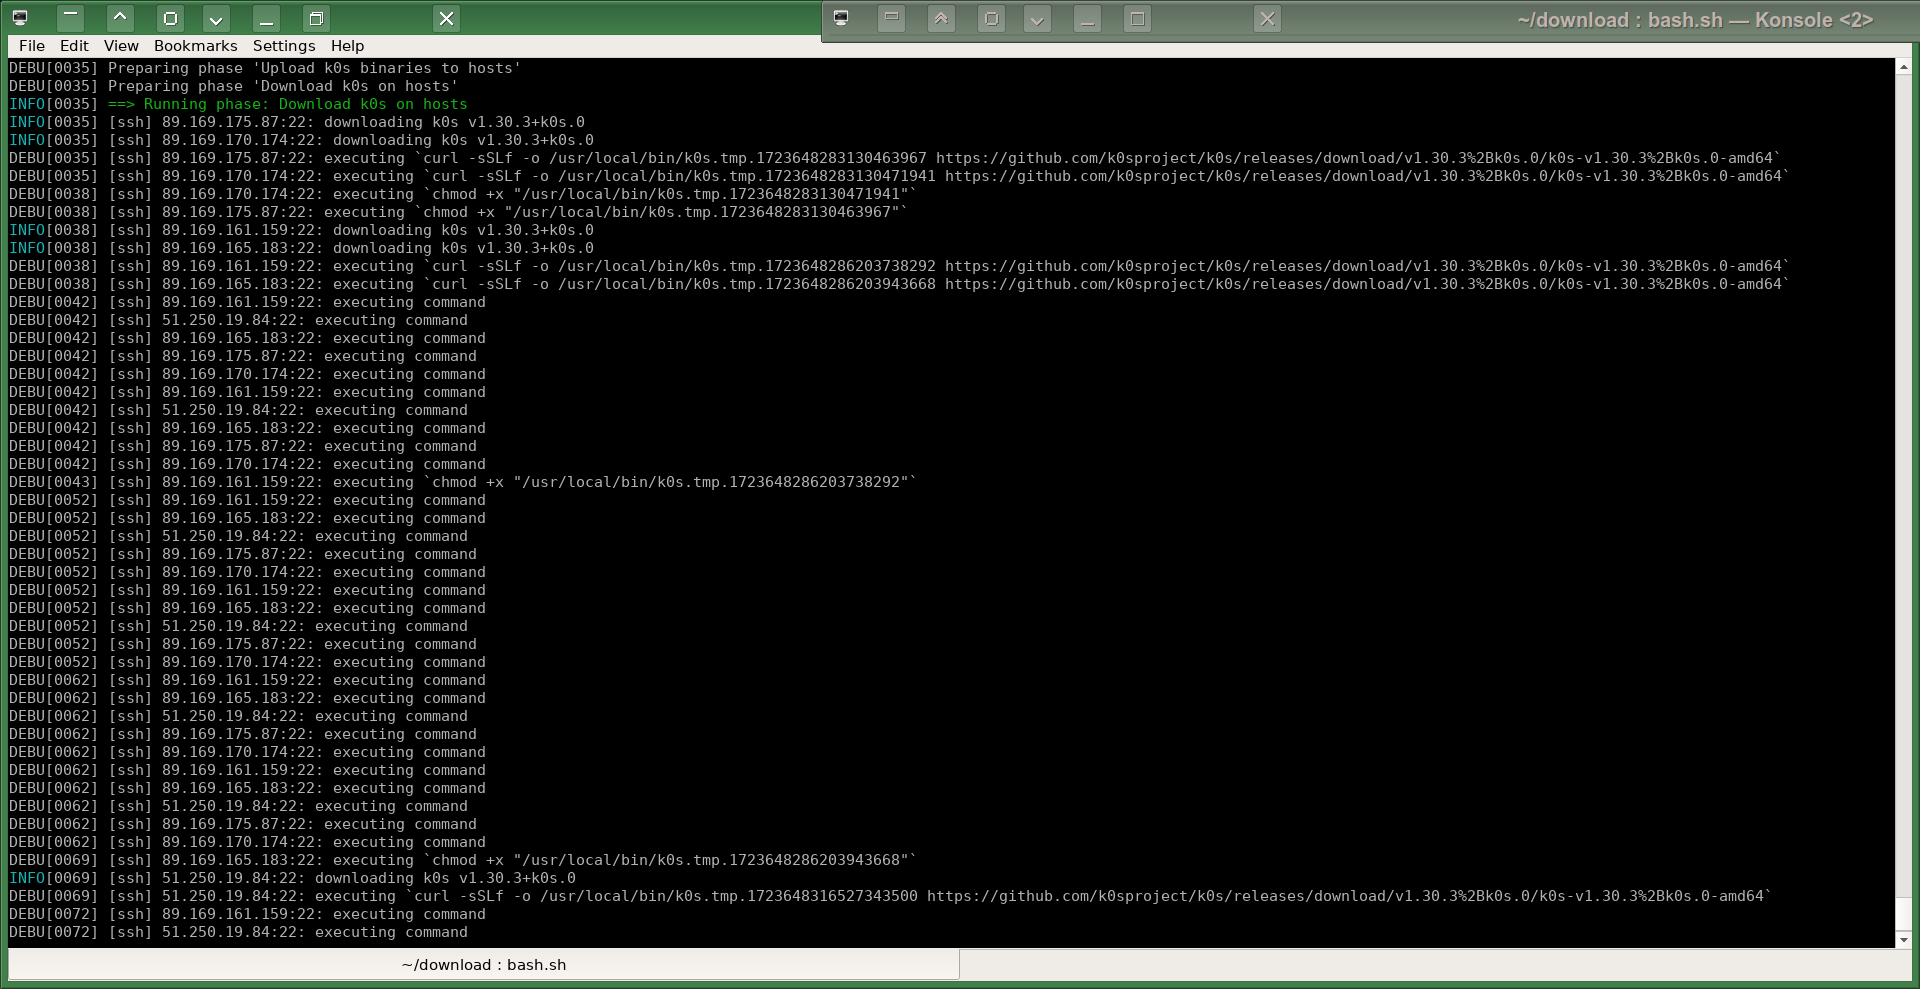 ~/download : bash.sh — Konsole <2>
File Edit View Bookmarks Settings Help
DEBU[0035] Preparing phase 'Upload k0s binaries to hosts'
DEBU[0035] Preparing phase 'Download k0s on hosts'
INFO[0035] ==> Running phase: Download k0s on hosts
INFO[0035] [ssh] 89.169.175.87:22: downloading k0s v1.30.3+k0s.0
INFO[0035] [ssh] 89.169.170.174:22: downloading k0s v1.30.3+k0s.0
DEBU[0035] [ssh] 89.169.175.87:22: executing `curl -sSLf -o /usr/local/bin/k0s.tmp.1723648283130463967 https://github.com/k0sproject/k0s/releases/download/v1.30.3%2Bk0s.0/k0s-v1.30.3%2Bk0s.0-amd64`
DEBU[0035] [ssh] 89.169.170.174:22: executing `curl -sSLf -o /usr/local/bin/k0s.tmp.1723648283130471941 https://github.com/k0sproject/k0s/releases/download/v1.30.3%2Bk0s.0/k0s-v1.30.3%2Bk0s.0-amd64`
DEBU[0038] [ssh] 89.169.170.174:22: executing `chmod +x "/usr/local/bin/k0s.tmp.1723648283130471941"`
DEBU[0038] [ssh] 89.169.175.87:22: executing `chmod +x "/usr/local/bin/k0s.tmp.1723648283130463967"`
INFO[0038] [ssh] 89.169.161.159:22: downloading k0s v1.30.3+k0s.0
INFO[0038] [ssh] 89.169.165.183:22: downloading k0s v1.30.3+k0s.0
DEBU[0038] [ssh] 89.169.161.159:22: executing `curl -sSLf -o /usr/local/bin/k0s.tmp.1723648286203738292 https://github.com/k0sproject/k0s/releases/download/v1.30.3%2Bk0s.0/k0s-v1.30.3%2Bk0s.0-amd64`
DEBU[0038] [ssh] 89.169.165.183:22: executing `curl -sSLf -o /usr/local/bin/k0s.tmp.1723648286203943668 https://github.com/k0sproject/k0s/releases/download/v1.30.3%2Bk0s.0/k0s-v1.30.3%2Bk0s.0-amd64`
DEBU[0042] [ssh] 89.169.161.159:22: executing command
DEBU[0042] [ssh] 51.250.19.84:22: executing command
DEBU[0042] [ssh] 89.169.165.183:22: executing command
DEBU[0042] [ssh] 89.169.175.87:22: executing command
DEBU[0042] [ssh] 89.169.170.174:22: executing command
DEBU[0042] [ssh] 89.169.161.159:22: executing command
DEBU[0042] [ssh] 51.250.19.84:22: executing command
DEBU[0042] [ssh] 89.169.165.183:22: executing command
DEBU[0042] [ssh] 89.169.175.87:22: executing command
DEBU[0042] [ssh] 89.169.170.174:22: executing command
DEBU[0043] [ssh] 89.169.161.159:22: executing `chmod +x "/usr/local/bin/k0s.tmp.1723648286203738292"`
DEBU[0052] [ssh] 89.169.161.159:22: executing command
DEBU[0052] [ssh] 89.169.165.183:22: executing command
DEBU[0052] [ssh] 51.250.19.84:22: executing command
DEBU[0052] [ssh] 89.169.175.87:22: executing command
DEBU[0052] [ssh] 89.169.170.174:22: executing command
DEBU[0052] [ssh] 89.169.161.159:22: executing command
DEBU[0052] [ssh] 89.169.165.183:22: executing command
DEBU[0052] [ssh] 51.250.19.84:22: executing command
DEBU[0052] [ssh] 89.169.175.87:22: executing command
DEBU[0052] [ssh] 89.169.170.174:22: executing command
DEBU[0062] [ssh] 89.169.161.159:22: executing command
DEBU[0062] [ssh] 89.169.165.183:22: executing command
DEBU[0062] [ssh] 51.250.19.84:22: executing command
DEBU[0062] [ssh] 89.169.175.87:22: executing command
DEBU[0062] [ssh] 89.169.170.174:22: executing command
DEBU[0062] [ssh] 89.169.161.159:22: executing command
DEBU[0062] [ssh] 89.169.165.183:22: executing command
DEBU[0062] [ssh] 51.250.19.84:22: executing command
DEBU[0062] [ssh] 89.169.175.87:22: executing command
DEBU[0062] [ssh] 89.169.170.174:22: executing command
DEBU[0069] [ssh] 89.169.165.183:22: executing `chmod +x "/usr/local/bin/k0s.tmp.1723648286203943668"`
INFO[0069] [ssh] 51.250.19.84:22: downloading k0s v1.30.3+k0s.0
DEBU[0069] [ssh] 51.250.19.84:22: executing `curl -sSLf -o /usr/local/bin/k0s.tmp.1723648316527343500 https://github.com/k0sproject/k0s/releases/download/v1.30.3%2Bk0s.0/k0s-v1.30.3%2Bk0s.0-amd64`
DEBU[0072] [ssh] 89.169.161.159:22: executing command
DEBU[0072] [ssh] 51.250.19.84:22: executing command
~/download : bash.sh